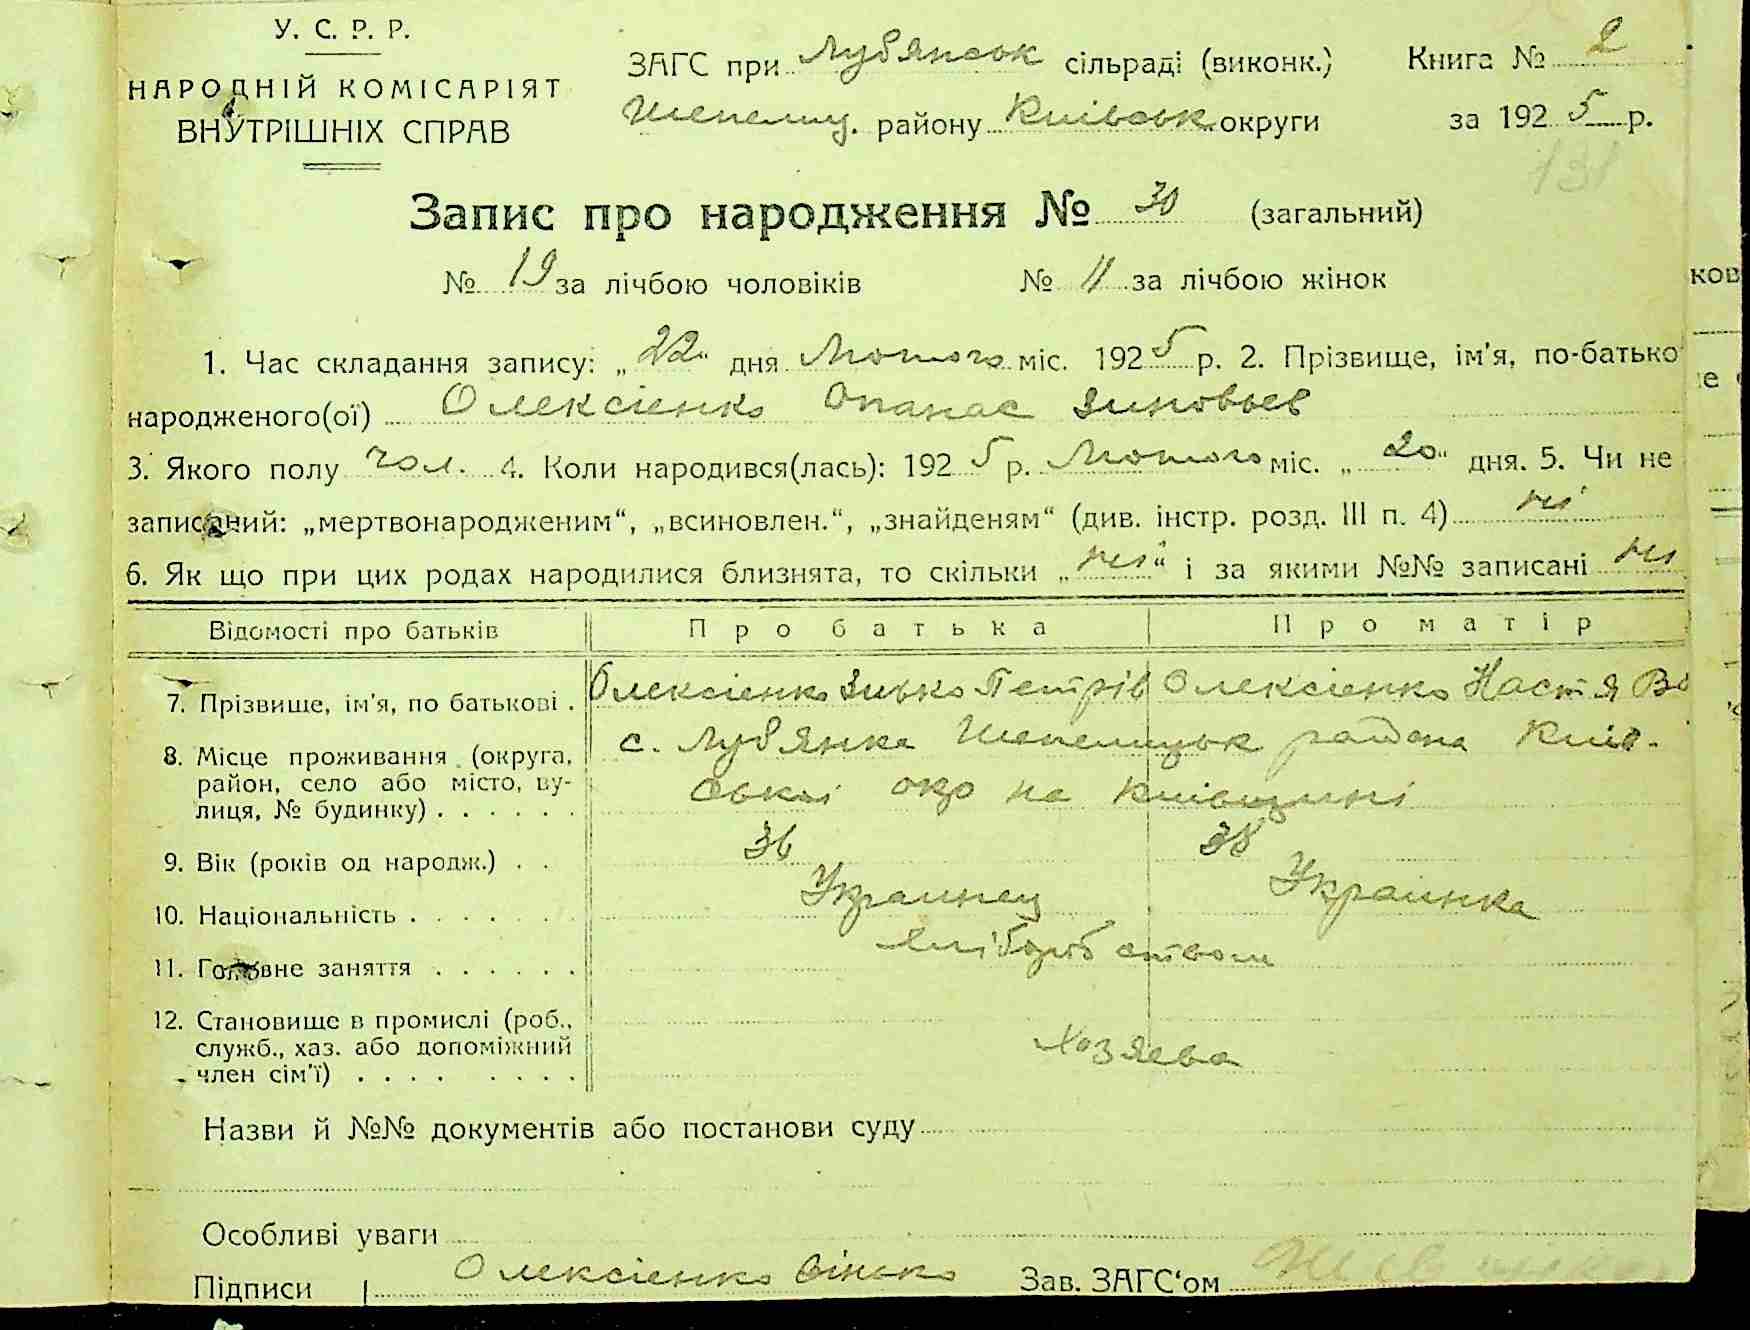 У. С. Р. Р.
НАРОДНІЙ КОМІСАРІЯТ
ВНУТРІШНІХ СПРАВ
ЗАГС при Лубянськ сільраді (виконк.) Книга № 2
Шепелиц. району Київськ округи за 1925 р.
131
Запис про народження № 30 (загальний)
№ 19 за лічбою чоловіків № 11 за лічбою жінок
1. Час складання запису: „22" дня Лютого міс. 1925 р. 2. Прізвище, ім'я, по-батько
народженого(ої) Олексієнко Опанас Зиновьев
3. Якого полу чол. 4. Коли народився(лась): 1925 р. Лютого міс. „20" дня. 5. Чи не
записаний: „мертвонародженим“, „всиновлен.“, „знайденям“ (див. інстр. розд. III п. 4) ні
6. Як що при цих родах народилися близнята, то скільки „ні“ і за якими №№ записані ні
Відомості про батьків Про батька Про матір
7. Прізвище, ім'я, по батькові . Олексієнко Зинько Петрів Олексієнко Настя
8. Місце проживання (округа, район, село або місто, вулиця, № будинку) . . . . . . с. Лубянка Шепелицьк района Київ-
ської окр на Київщині
9. Вік (років од народж.) . . 36 38
10. Національність . . . . . . Украинец Украинка
11. Головне заняття . . . . . . хліборобством
12. Становище в промислі (роб.,
служб., хаз. або допоміжний
член сім'ї) . . . . . . . . Хозяева
Назви й №№ документів або постанови суду
Особливі уваги
Підписи Олексієнко Зінько Зав. ЗАГС‘ом